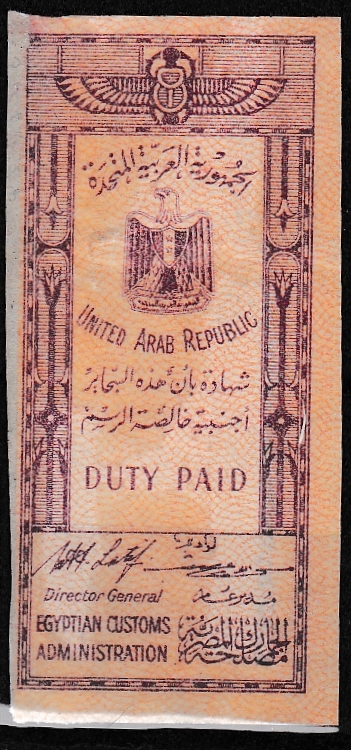 الجمهورية العربية المتحدة
UNITED ARAB REPUBLIC
شهادة بأن هذه السجاير
أجنبية خالصة الرسم
DUTY PAID
Director General
مدير عام
EGYPTIAN CUSTOMS
ADMINISTRATION
مصلحة الجمارك المصرية